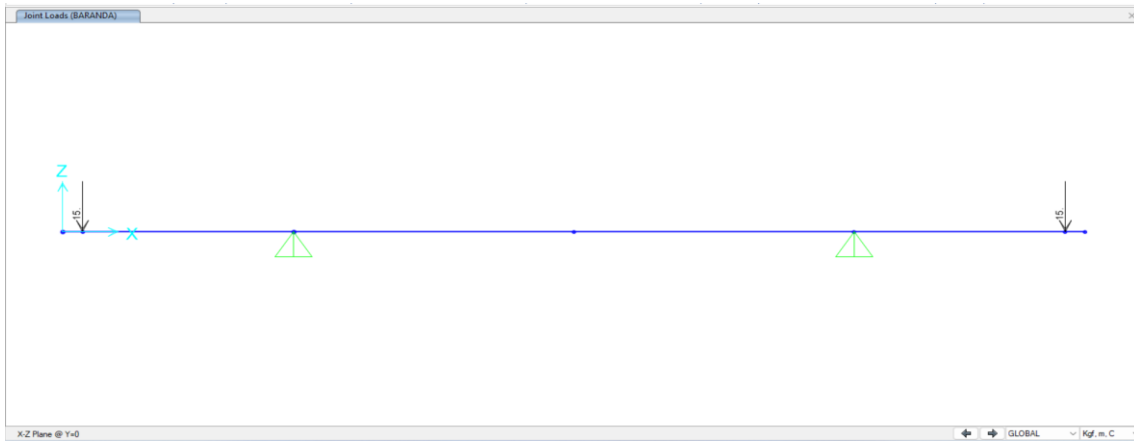 Joint Loads (BARANDA)
Z
15.
X
15.
X-Z Plane @ Y=0
GLOBAL
Kgf, m, C